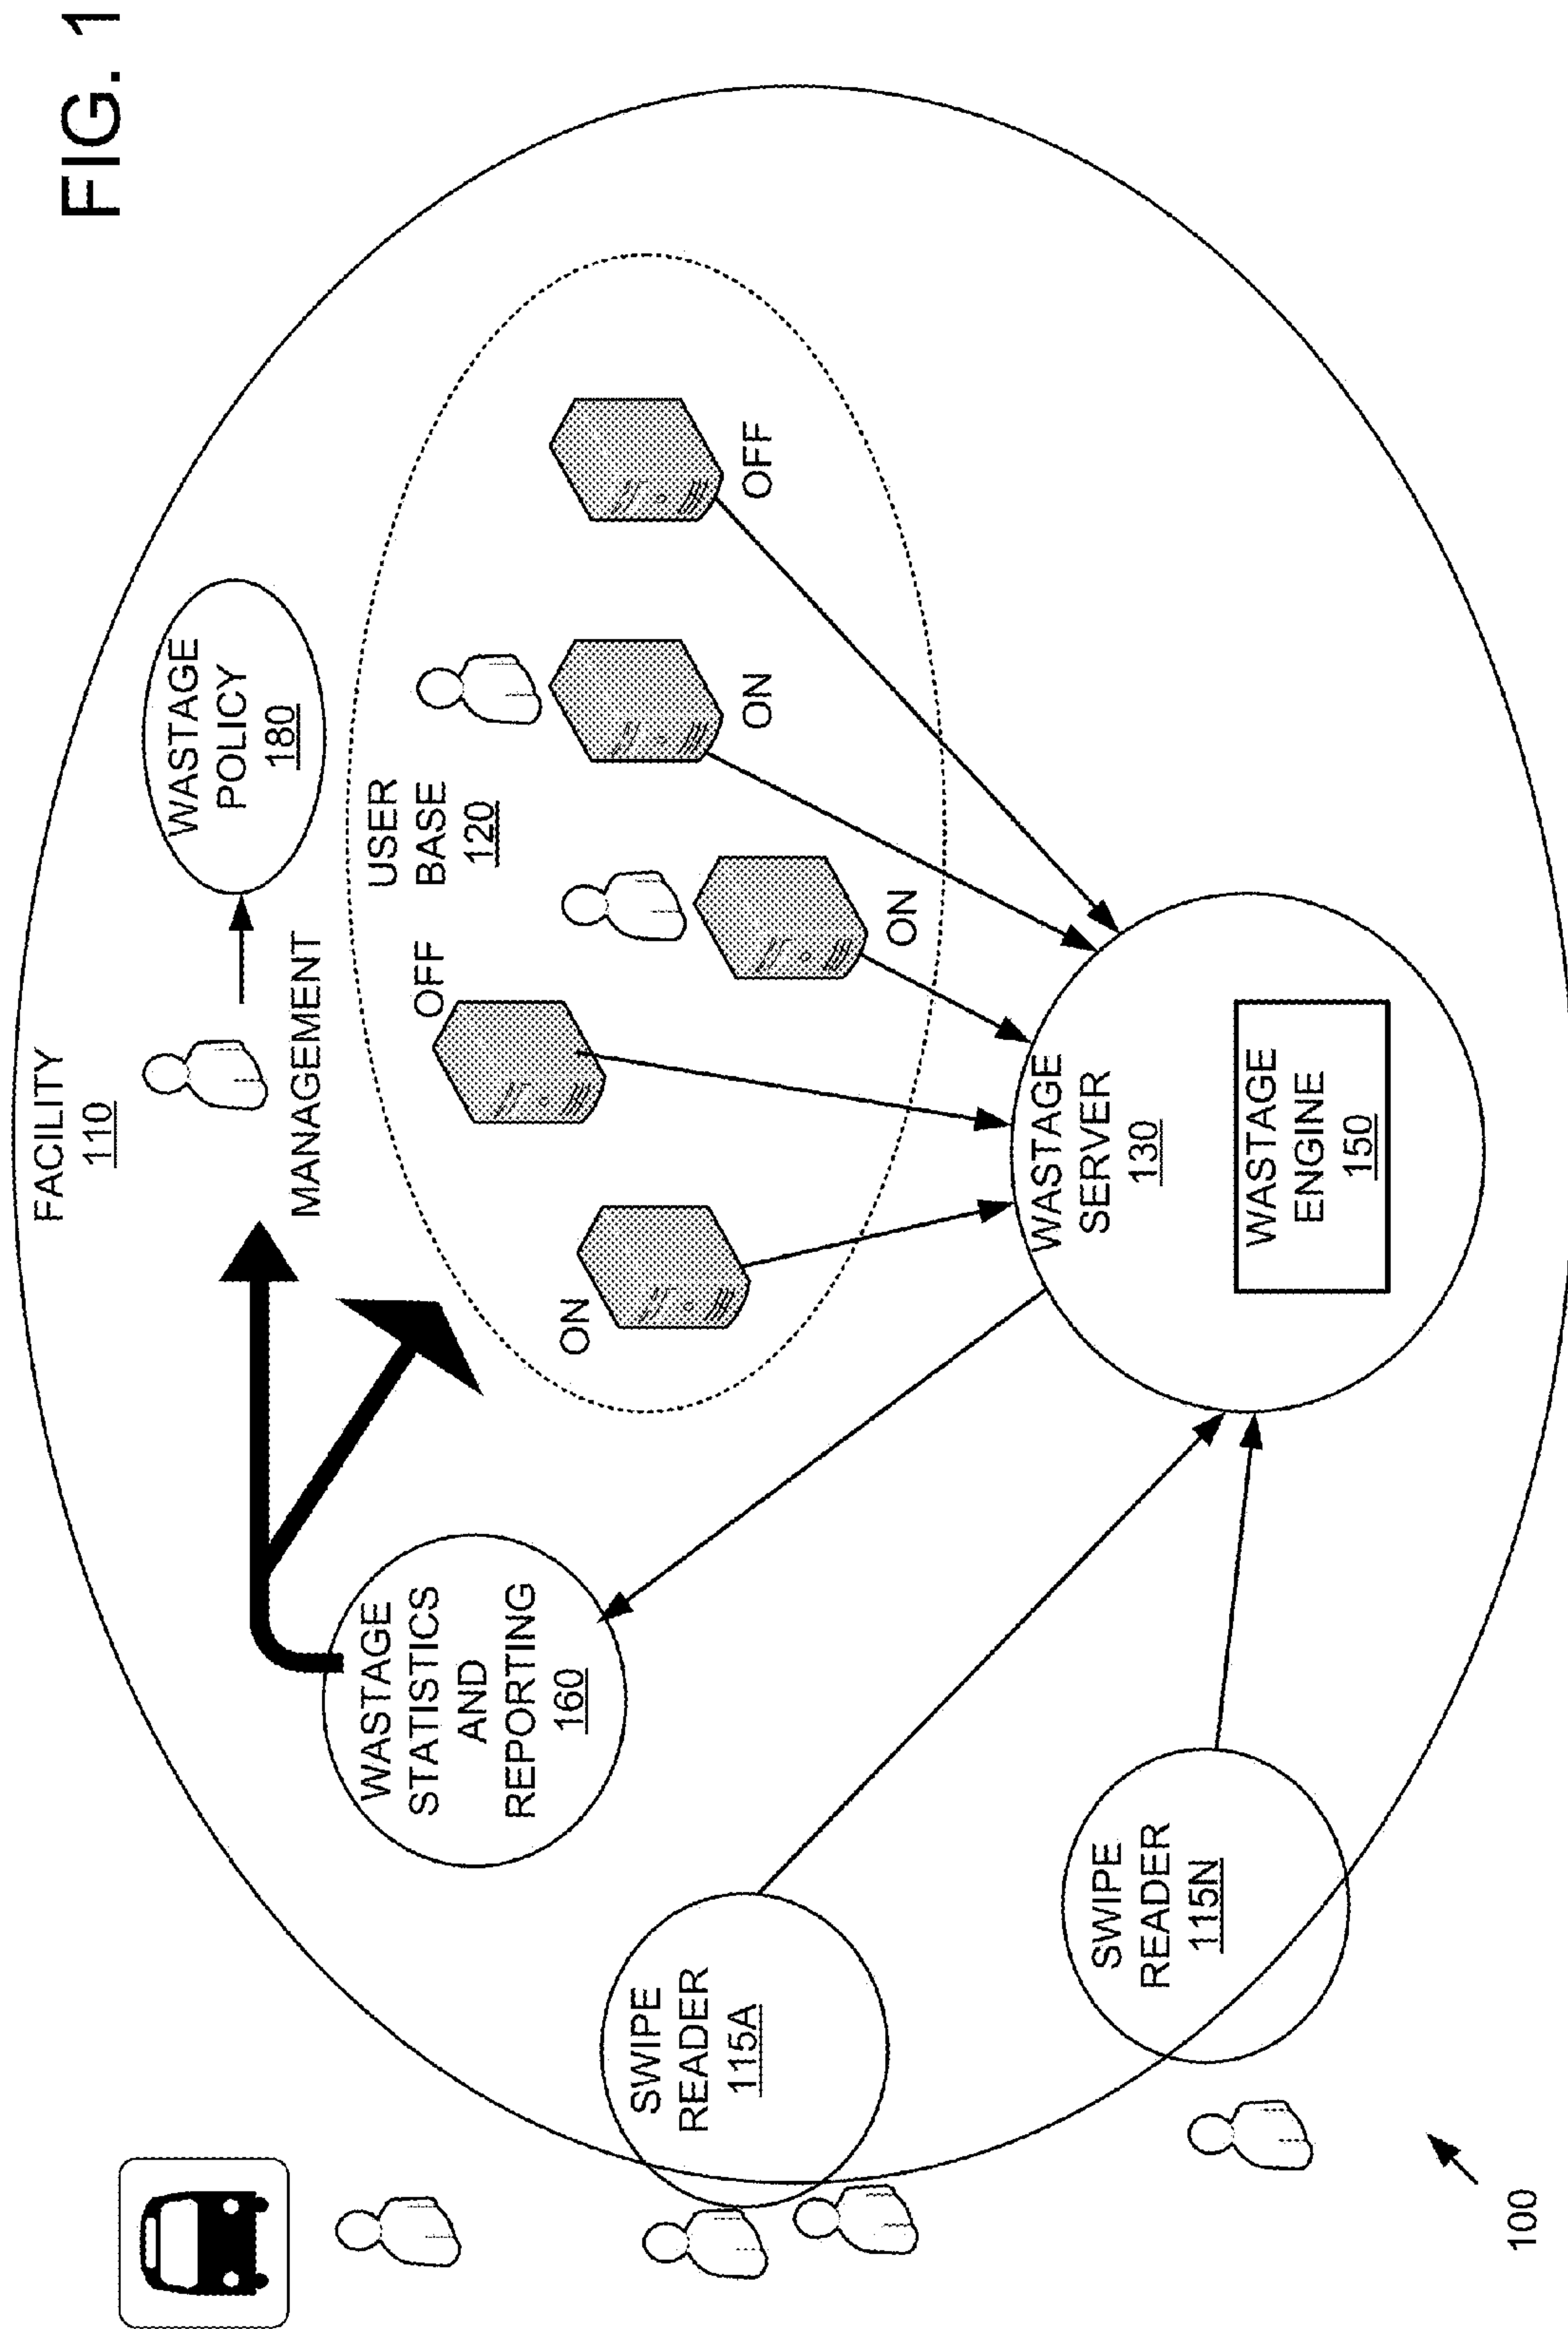 FIG. 1
FACILITY
110
MANAGEMENT
WASTAGE
POLICY
180
USER
BASE
120
WASTAGE
STATISTICS
AND
REPORTING
160
ON
OFF
ON
ON
OFF
SWIPE
READER
115A
SWIPE
READER
115N
WASTAGE
SERVER
130
WASTAGE
ENGINE
150
100